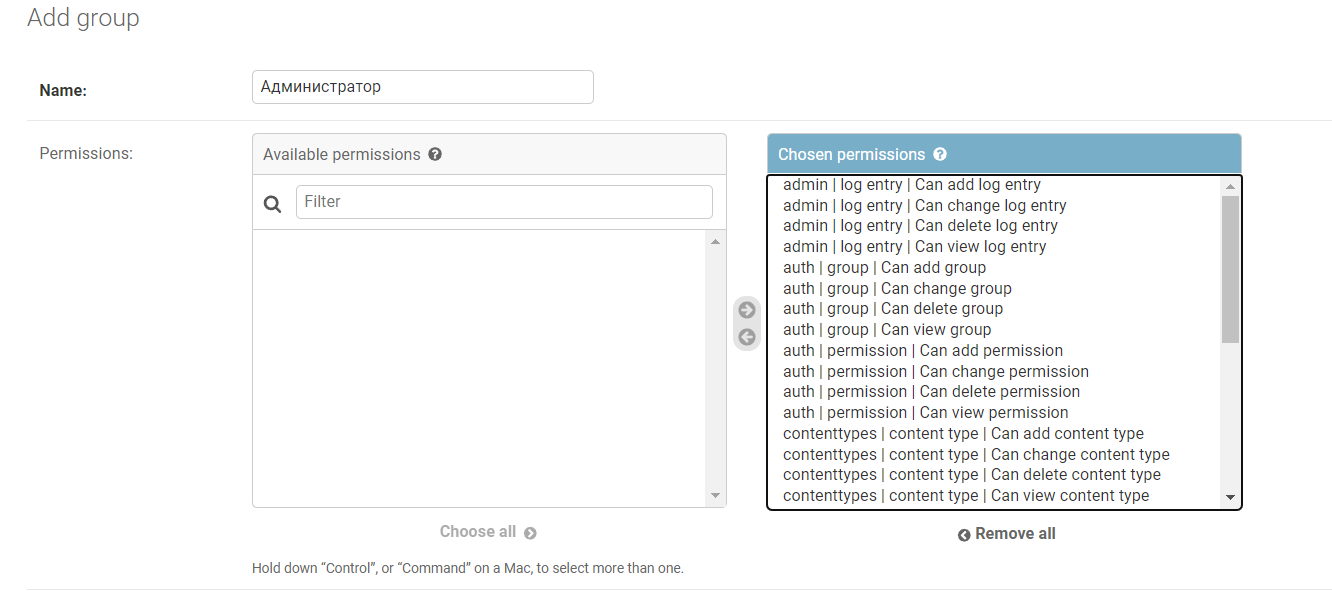 Add group
Name:
Администратор
Permissions:
Available permissions
Filter
Choose all
Hold down “Control”, or “Command” on a Mac, to select more than one.
Chosen permissions
admin | log entry | Can add log entry
admin | log entry | Can change log entry
admin | log entry | Can delete log entry
admin | log entry | Can view log entry
auth | group | Can add group
auth | group | Can change group
auth | group | Can delete group
auth | group | Can view group
auth | permission | Can add permission
auth | permission | Can change permission
auth | permission | Can delete permission
auth | permission | Can view permission
contenttypes | content type | Can add content type
contenttypes | content type | Can change content type
contenttypes | content type | Can delete content type
contenttypes | content type | Can view content type
Remove all